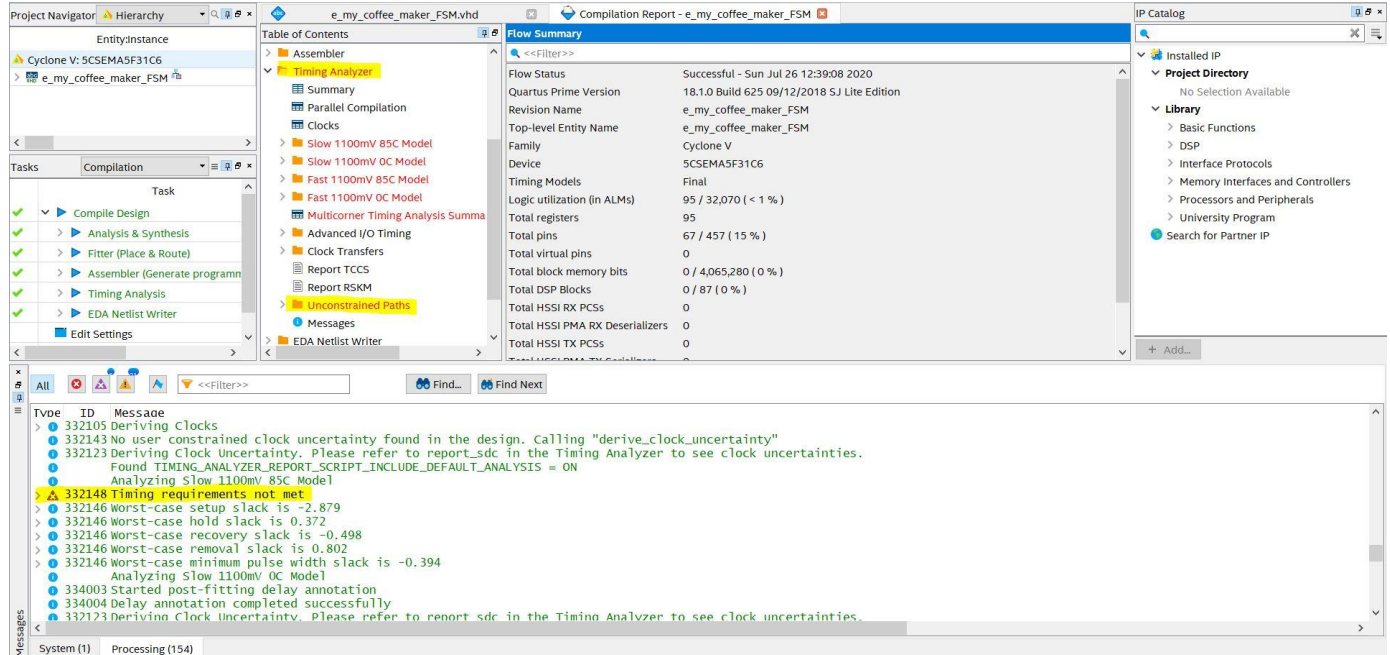 Project Navigator Hierarchy
Entity:Instance
Cyclone V: 5CSEMA5F31C6
e_my_coffee_maker_FSM
Tasks Compilation
Task
Compile Design
Analysis & Synthesis
Fitter (Place & Route)
Assembler (Generate programm
Timing Analysis
EDA Netlist Writer
Edit Settings
e_my_coffee_maker_FSM.vhd
Compilation Report - e_my_coffee_maker_FSM
Table of Contents
Assembler
Timing Analyzer
Summary
Parallel Compilation
Clocks
Slow 1100mV 85C Model
Slow 1100mV 0C Model
Fast 1100mV 85C Model
Fast 1100mV 0C Model
Multicorner Timing Analysis Summa
Advanced I/O Timing
Clock Transfers
Report TCCS
Report RSKM
Unconstrained Paths
Messages
EDA Netlist Writer
Flow Summary
<<Filter>>
Flow Status Successful - Sun Jul 26 12:39:08 2020
Quartus Prime Version 18.1.0 Build 625 09/12/2018 SJ Lite Edition
Revision Name e_my_coffee_maker_FSM
Top-level Entity Name e_my_coffee_maker_FSM
Family Cyclone V
Device 5CSEMA5F31C6
Timing Models Final
Logic utilization (in ALMs) 95 / 32,070 ( < 1 % )
Total registers 95
Total pins 67 / 457 ( 15 % )
Total virtual pins 0
Total block memory bits 0 / 4,065,280 ( 0 % )
Total DSP Blocks 0 / 87 ( 0 % )
Total HSSI RX PCSs 0
Total HSSI PMA RX Deserializers 0
Total HSSI TX PCSs 0
Total HSSI PMA TX Serializers 0
IP Catalog
Installed IP
Project Directory
No Selection Available
Library
Basic Functions
DSP
Interface Protocols
Memory Interfaces and Controllers
Processors and Peripherals
University Program
Search for Partner IP
+ Add...
All <<Filter>> Find... Find Next
Type ID Message
332105 Deriving Clocks
332143 No user constrained clock uncertainty found in the design. Calling "derive_clock_uncertainty"
332123 Deriving Clock Uncertainty. Please refer to report_sdc in the Timing Analyzer to see clock uncertainties.
Found TIMING_ANALYZER_REPORT_SCRIPT_INCLUDE_DEFAULT_ANALYSIS = ON
Analyzing Slow 1100mV 85C Model
332148 Timing requirements not met
332146 Worst-case setup slack is -2.879
332146 Worst-case hold slack is 0.372
332146 Worst-case recovery slack is -0.498
332146 Worst-case removal slack is 0.802
332146 Worst-case minimum pulse width slack is -0.394
Analyzing Slow 1100mV 0C Model
334003 Started post-fitting delay annotation
334004 Delay annotation completed successfully
332123 Deriving Clock Uncertainty. Please refer to report_sdc in the Timing Analyzer to see clock uncertainties.
Messages
System (1) Processing (154)